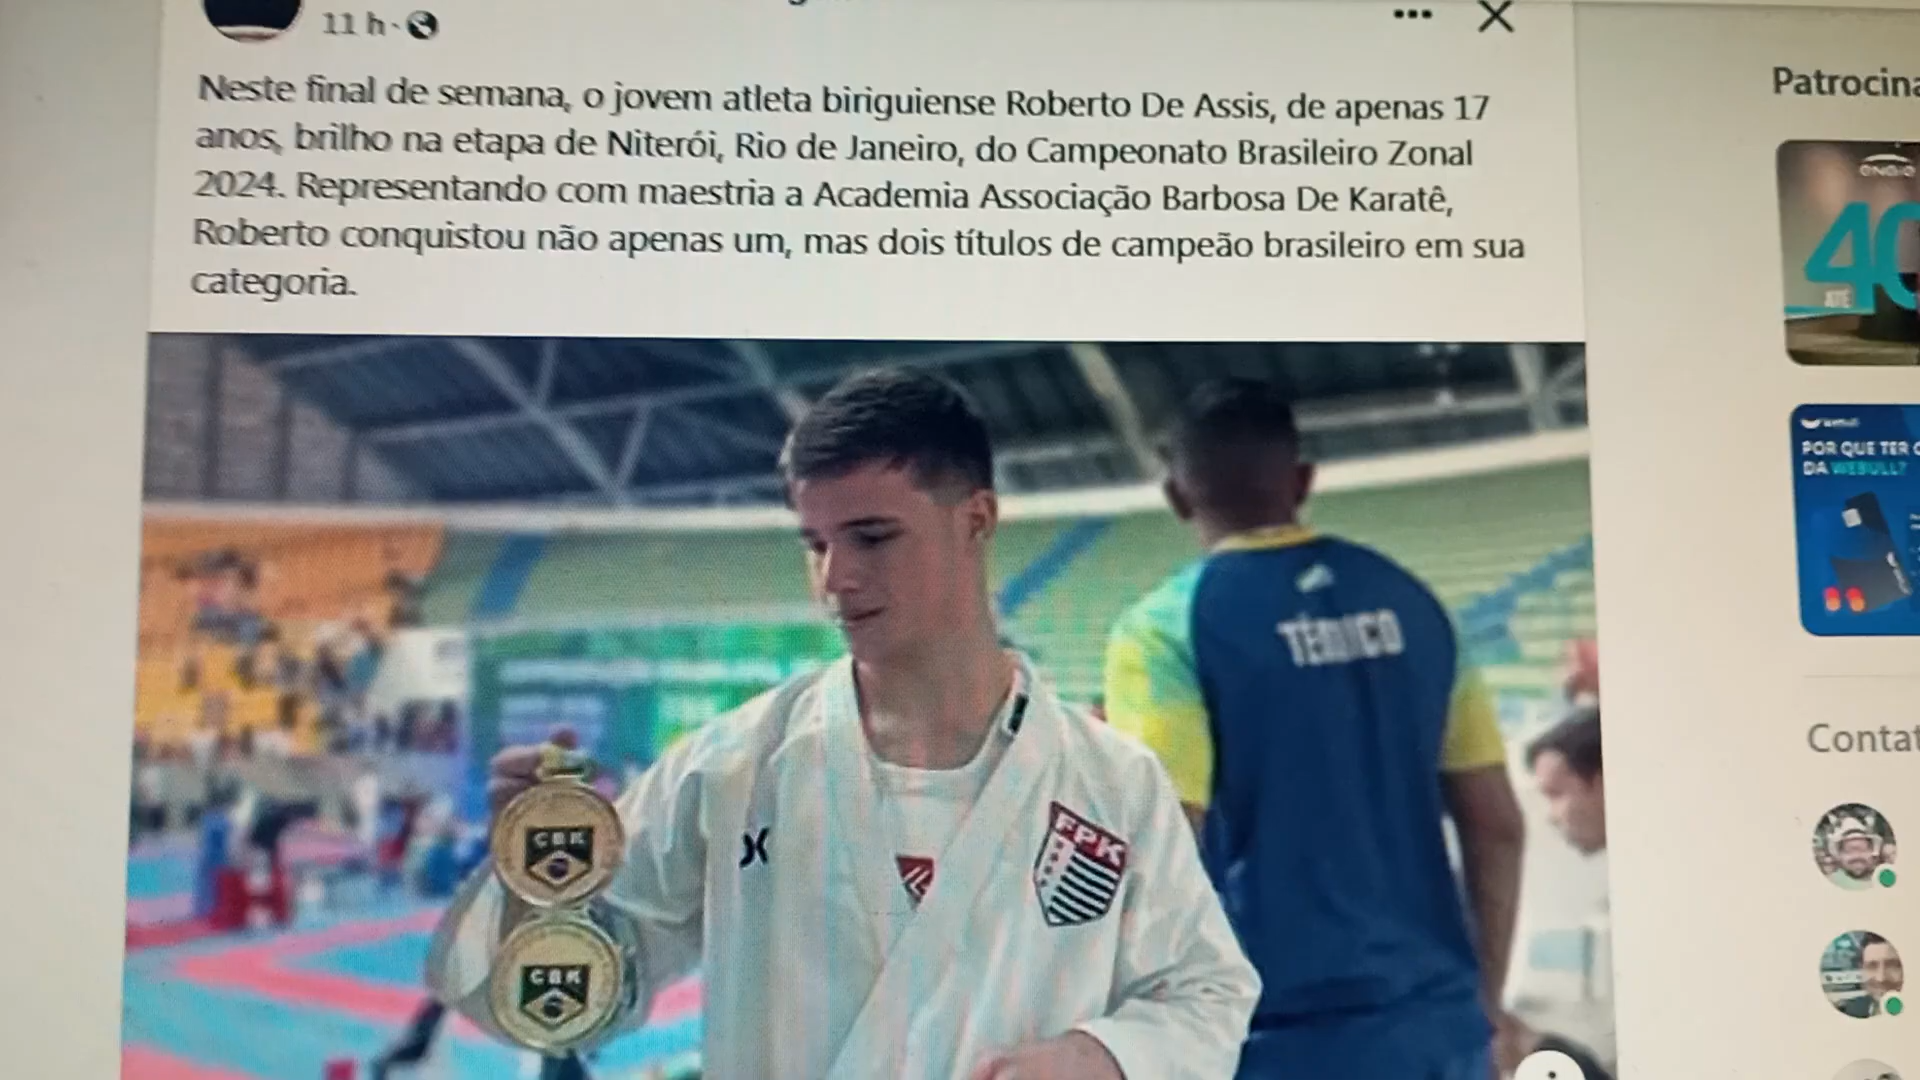 11 h ·
Neste final de semana, o jovem atleta biriguiense Roberto De Assis, de apenas 17
anos, brilho na etapa de Niterói, Rio de Janeiro, do Campeonato Brasileiro Zonal
2024. Representando com maestria a Academia Associação Barbosa De Karatê,
Roberto conquistou não apenas um, mas dois títulos de campeão brasileiro em sua
categoria.
Patrocina
40
ATÉ
POR QUE TER
DA WEBULL?
Contat
TÉCNICO
FPK
CBK
CBK